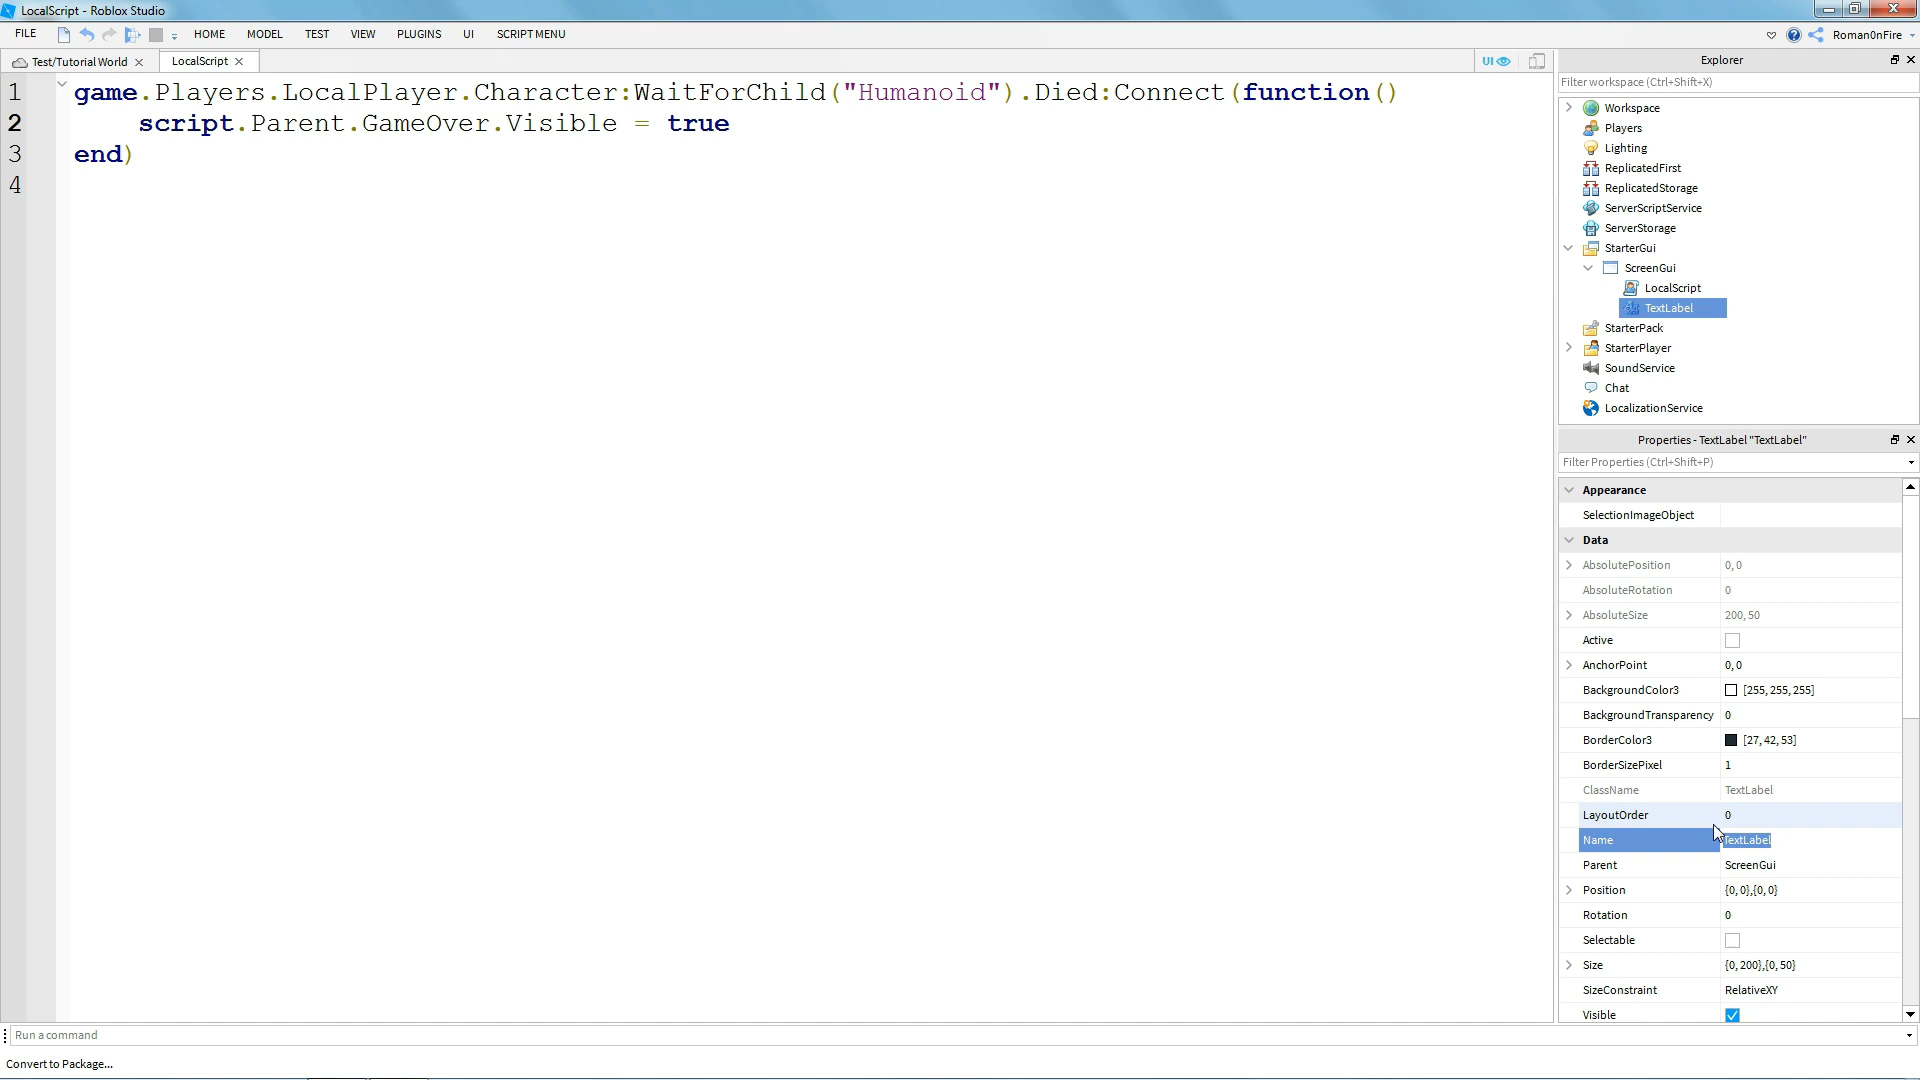 LocalScript - Roblox Studio
FILE HOME MODEL TEST VIEW PLUGINS UI SCRIPT MENU Roman0nFire
Test/Tutorial World LocalScript UI
1 game.Players.LocalPlayer.Character:WaitForChild("Humanoid").Died:Connect(function()
2 script.Parent.GameOver.Visible = true
3 end)
4
Explorer
Filter workspace (Ctrl+Shift+X)
Workspace
Players
Lighting
ReplicatedFirst
ReplicatedStorage
ServerScriptService
ServerStorage
StarterGui
ScreenGui
LocalScript
TextLabel
StarterPack
StarterPlayer
SoundService
Chat
LocalizationService
Properties - TextLabel "TextLabel"
Filter Properties (Ctrl+Shift+P)
Appearance
SelectionImageObject
Data
AbsolutePosition 0, 0
AbsoluteRotation 0
AbsoluteSize 200, 50
Active
AnchorPoint 0, 0
BackgroundColor3 [255, 255, 255]
BackgroundTransparency 0
BorderColor3 [27, 42, 53]
BorderSizePixel 1
ClassName TextLabel
LayoutOrder 0
Name TextLabel
Parent ScreenGui
Position {0, 0},{0, 0}
Rotation 0
Selectable
Size {0, 200},{0, 50}
SizeConstraint RelativeXY
Visible
Run a command
Convert to Package...